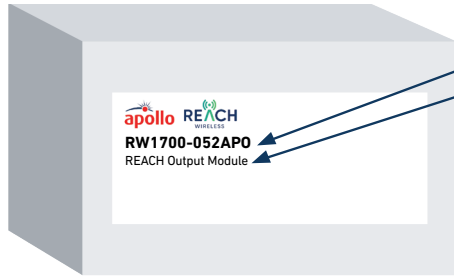 apollo REACH
WIRELESS
RW1700-052APO
REACH Output Module